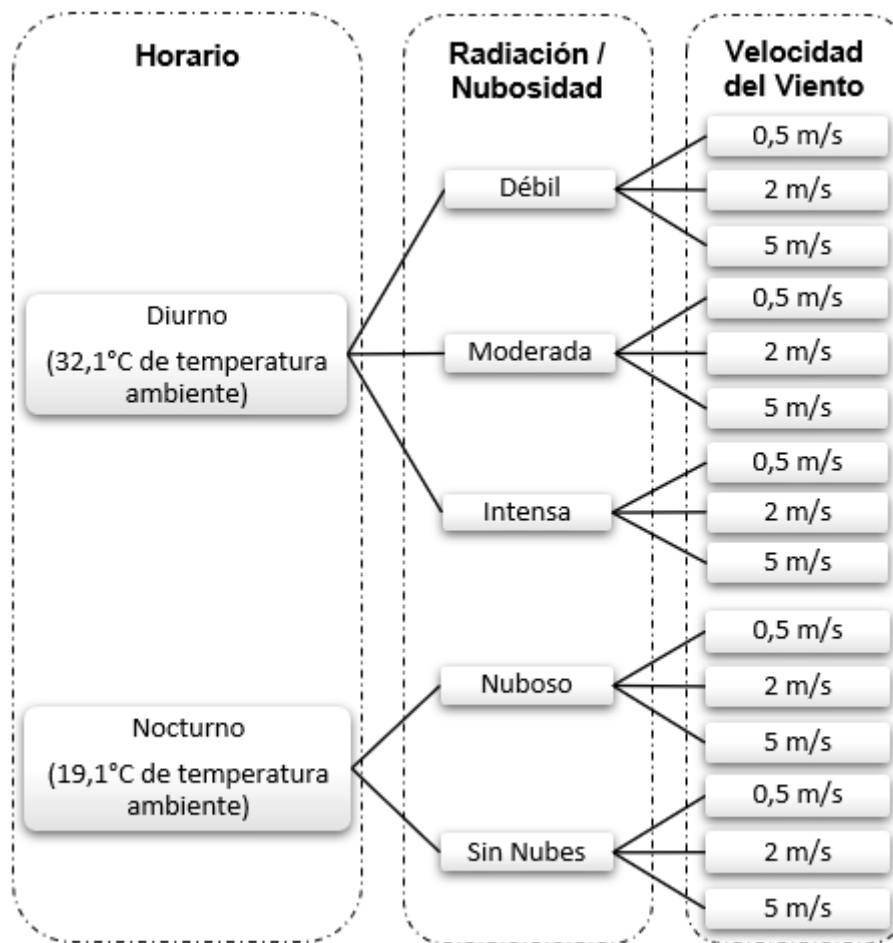 Horario
Radiación /
Nubosidad
Velocidad
del Viento
Diurno
(32,1°C de temperatura
ambiente)
Débil
0,5 m/s
2 m/s
5 m/s
Moderada
0,5 m/s
2 m/s
5 m/s
Intensa
0,5 m/s
2 m/s
5 m/s
Nocturno
(19,1°C de temperatura
ambiente)
Nuboso
0,5 m/s
2 m/s
5 m/s
Sin Nubes
0,5 m/s
2 m/s
5 m/s